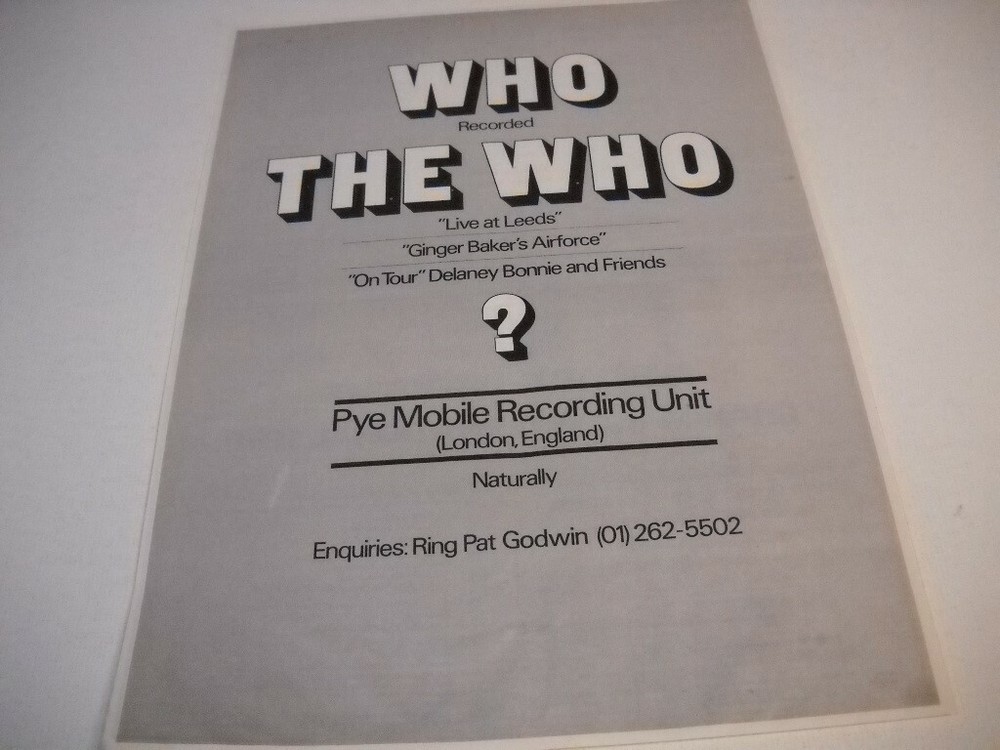 WHO
Recorded
THE WHO
"Live at Leeds"
"Ginger Baker's Airforce"
"On Tour" Delaney Bonnie and Friends
?
Pye Mobile Recording Unit
(London, England)
Naturally
Enquiries: Ring Pat Godwin (01) 262-5502